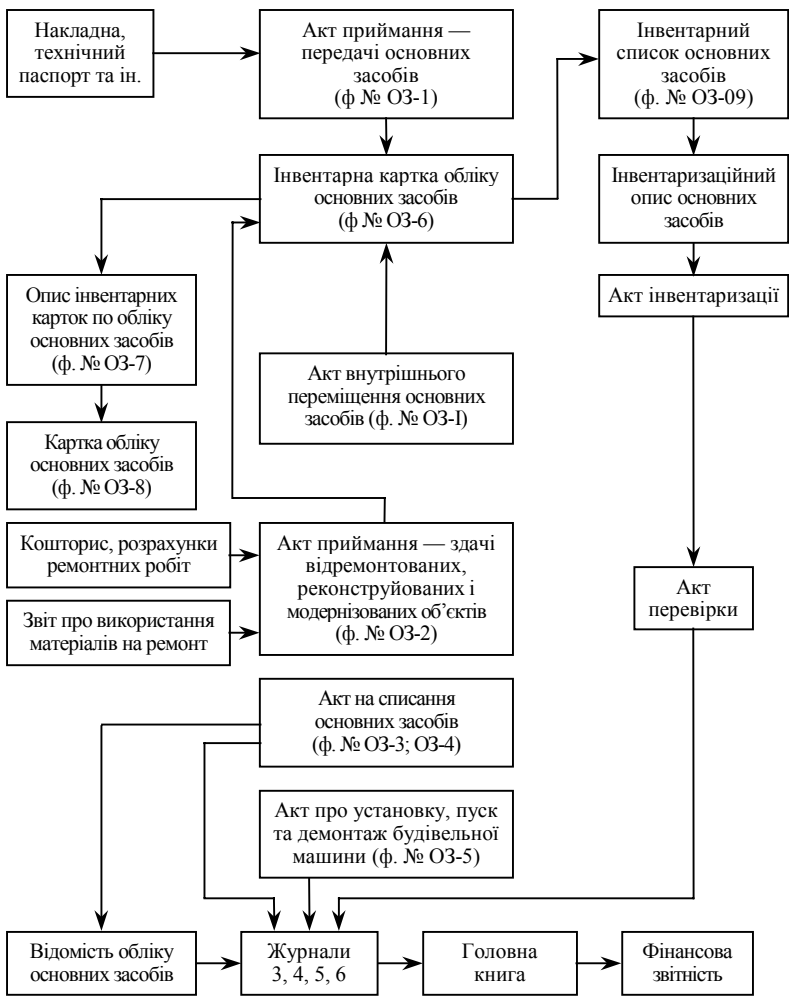 Накладна,
технічний
паспорт та ін.
Акт приймання —
передачі основних
засобів
(ф № ОЗ-1)
Інвентарний
список основних
засобів
(ф. № ОЗ-09)
Інвентарна картка обліку
основних засобів
(ф № ОЗ-6)
Інвентаризаційний
опис основних
засобів
Опис інвентарних
карток по обліку
основних засобів
(ф. № ОЗ-7)
Акт інвентаризації
Акт внутрішнього
переміщення основних
засобів (ф. № ОЗ-І)
Картка обліку
основних засобів
(ф. № ОЗ-8)
Кошторис, розрахунки
ремонтних робіт
Акт приймання — здачі
відремонтованих,
реконструйованих і
модернізованих об’єктів
(ф. № ОЗ-2)
Звіт про використання
матеріалів на ремонт
Акт
перевірки
Акт на списання
основних засобів
(ф. № ОЗ-3; ОЗ-4)
Акт про установку, пуск
та демонтаж будівельної
машини (ф. № ОЗ-5)
Відомість обліку
основних засобів
Журнали
3, 4, 5, 6
Головна
книга
Фінансова
звітність